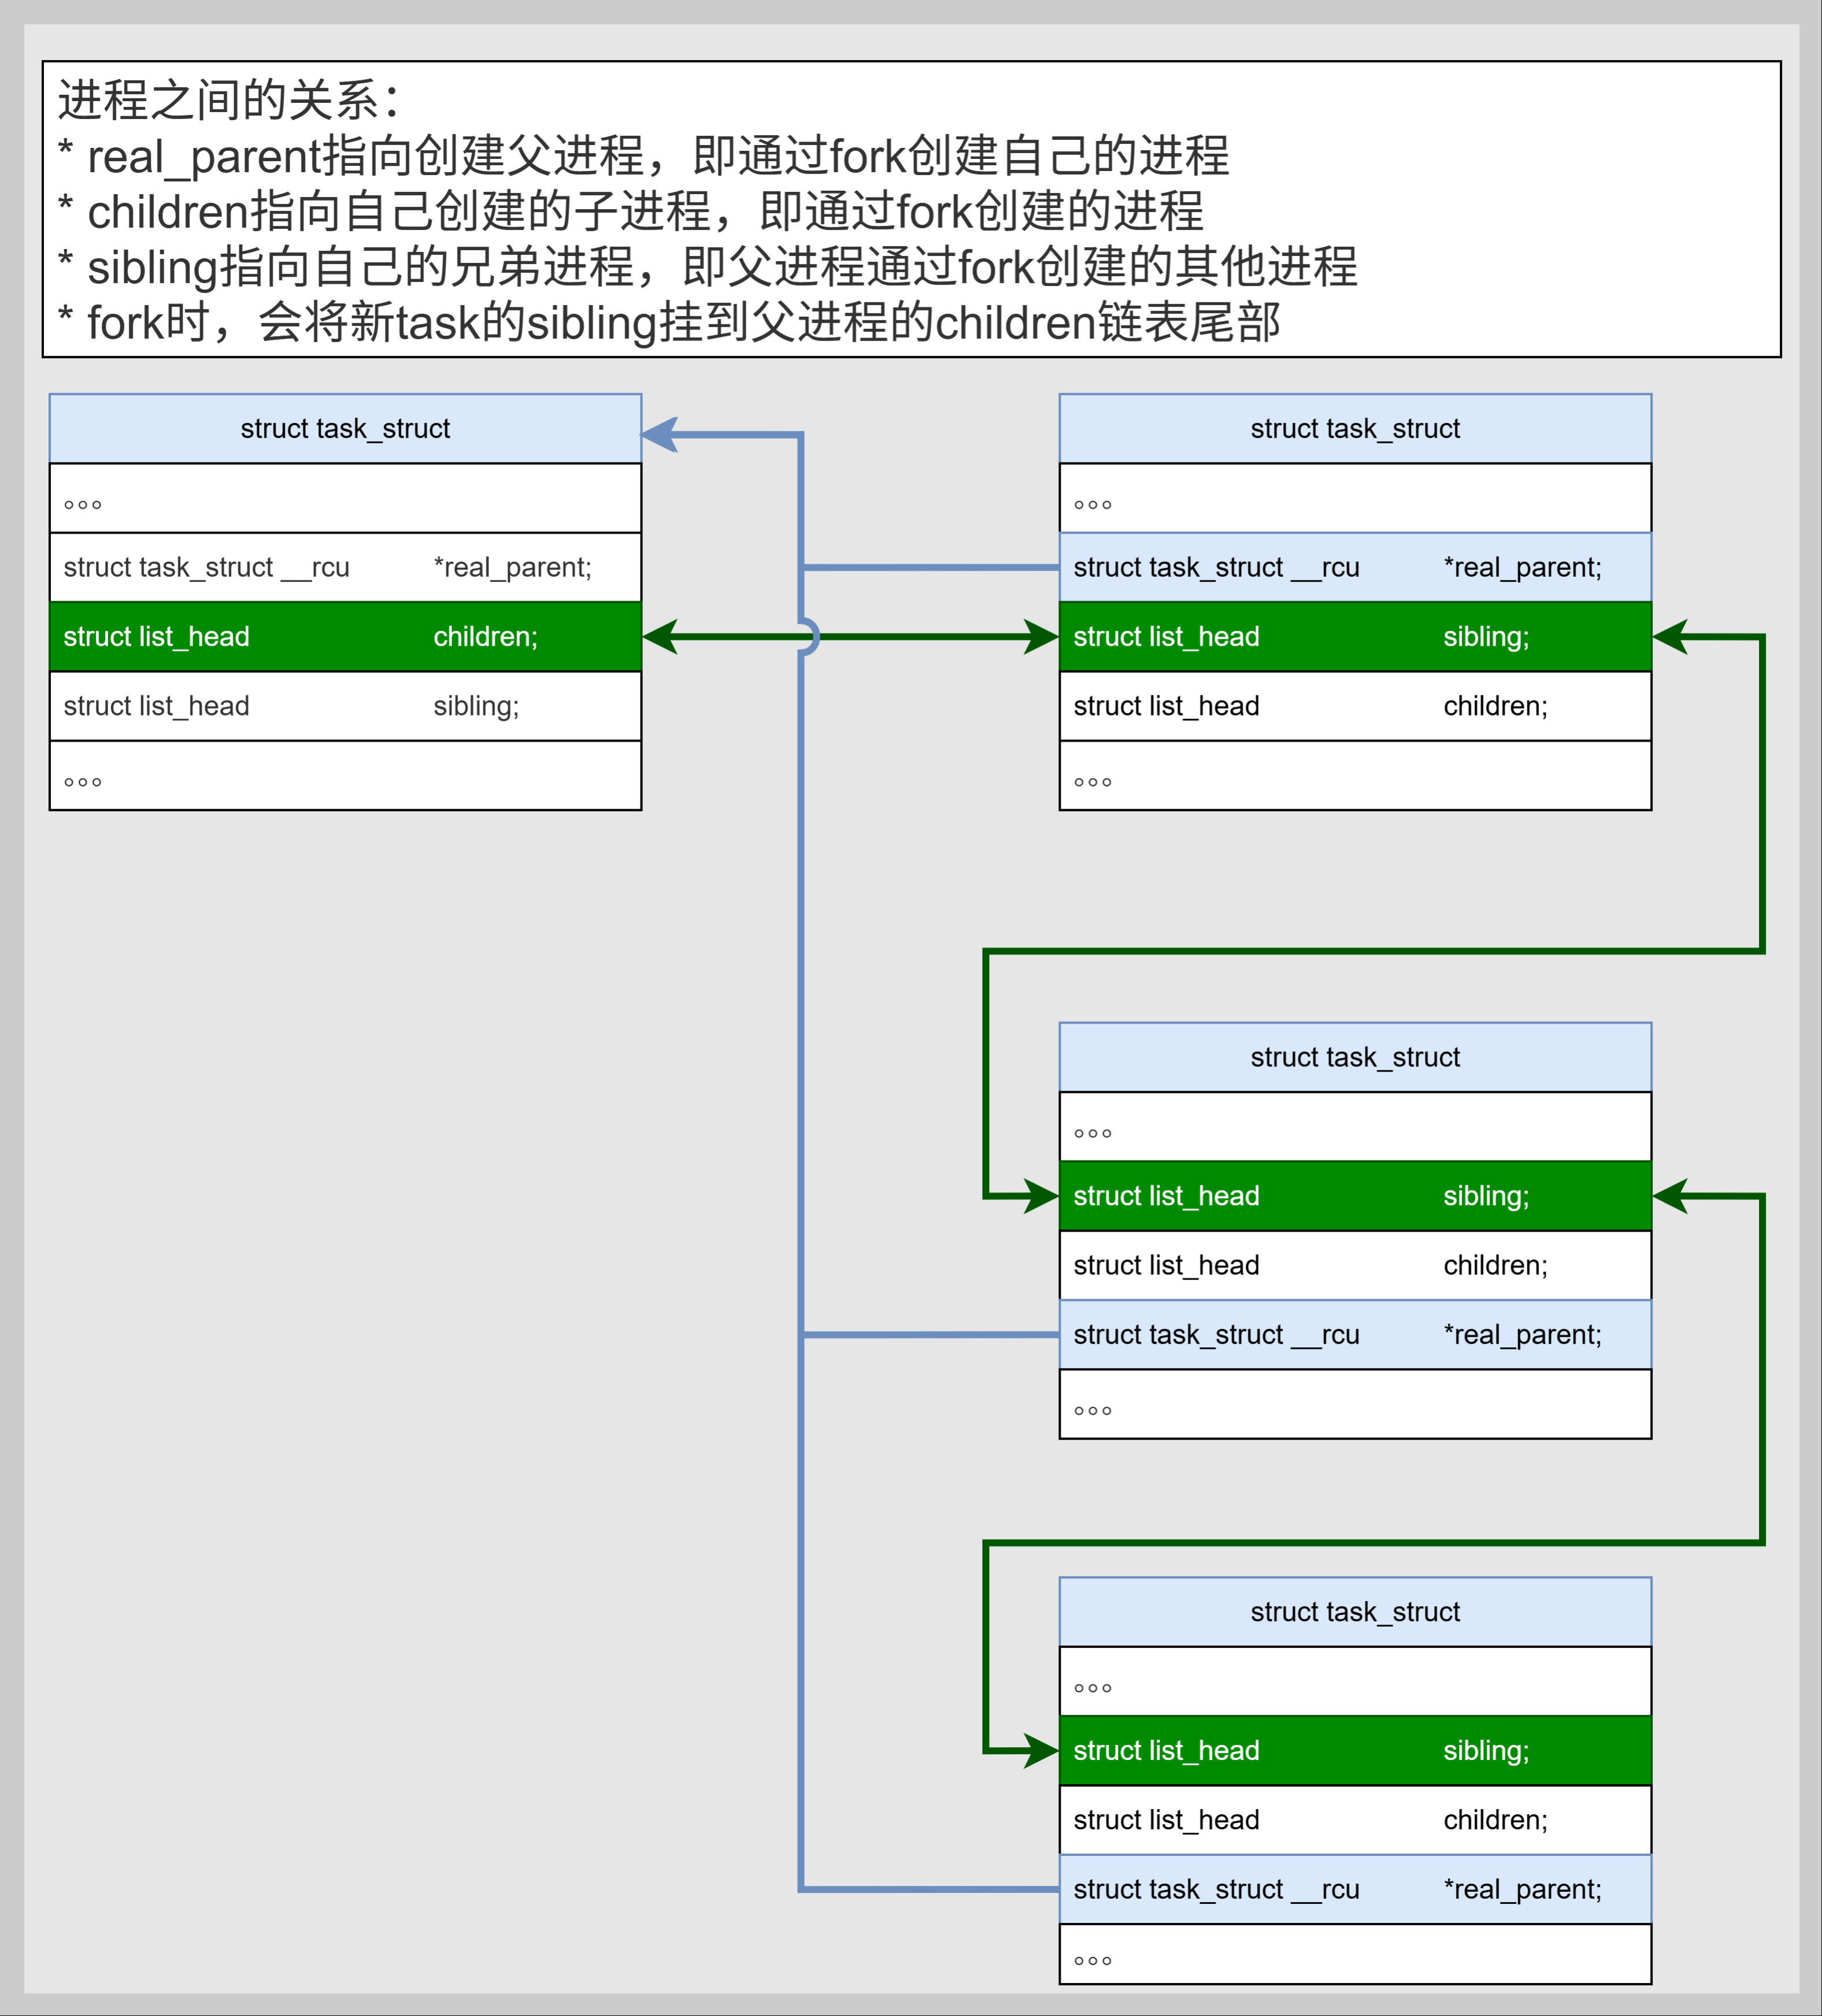 进程之间的关系：
* real_parent指向创建父进程，即通过fork创建自己的进程
* children指向自己创建的子进程，即通过fork创建的进程
* sibling指向自己的兄弟进程，即父进程通过fork创建的其他进程
* fork时，会将新task的sibling挂到父进程的children链表尾部
struct task_struct
。。。
struct task_struct __rcu *real_parent;
struct list_head children;
struct list_head sibling;
。。。
struct task_struct
。。。
struct task_struct __rcu *real_parent;
struct list_head sibling;
struct list_head children;
。。。
struct task_struct
。。。
struct list_head sibling;
struct list_head children;
struct task_struct __rcu *real_parent;
。。。
struct task_struct
。。。
struct list_head sibling;
struct list_head children;
struct task_struct __rcu *real_parent;
。。。